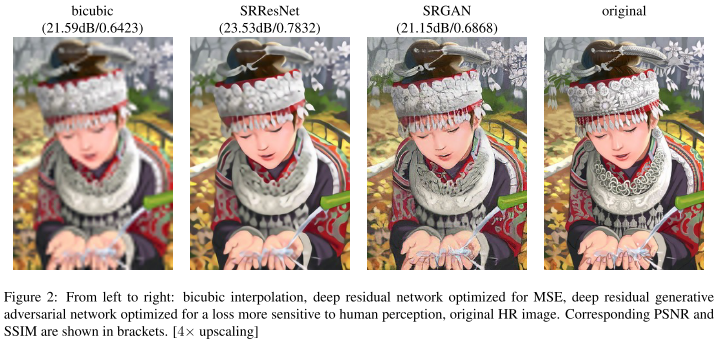 bicubic
(21.59dB/0.6423)
SRResNet
(23.53dB/0.7832)
SRGAN
(21.15dB/0.6868)
original
Figure 2: From left to right: bicubic interpolation, deep residual network optimized for MSE, deep residual generative
adversarial network optimized for a loss more sensitive to human perception, original HR image. Corresponding PSNR and
SSIM are shown in brackets. [4× upscaling]